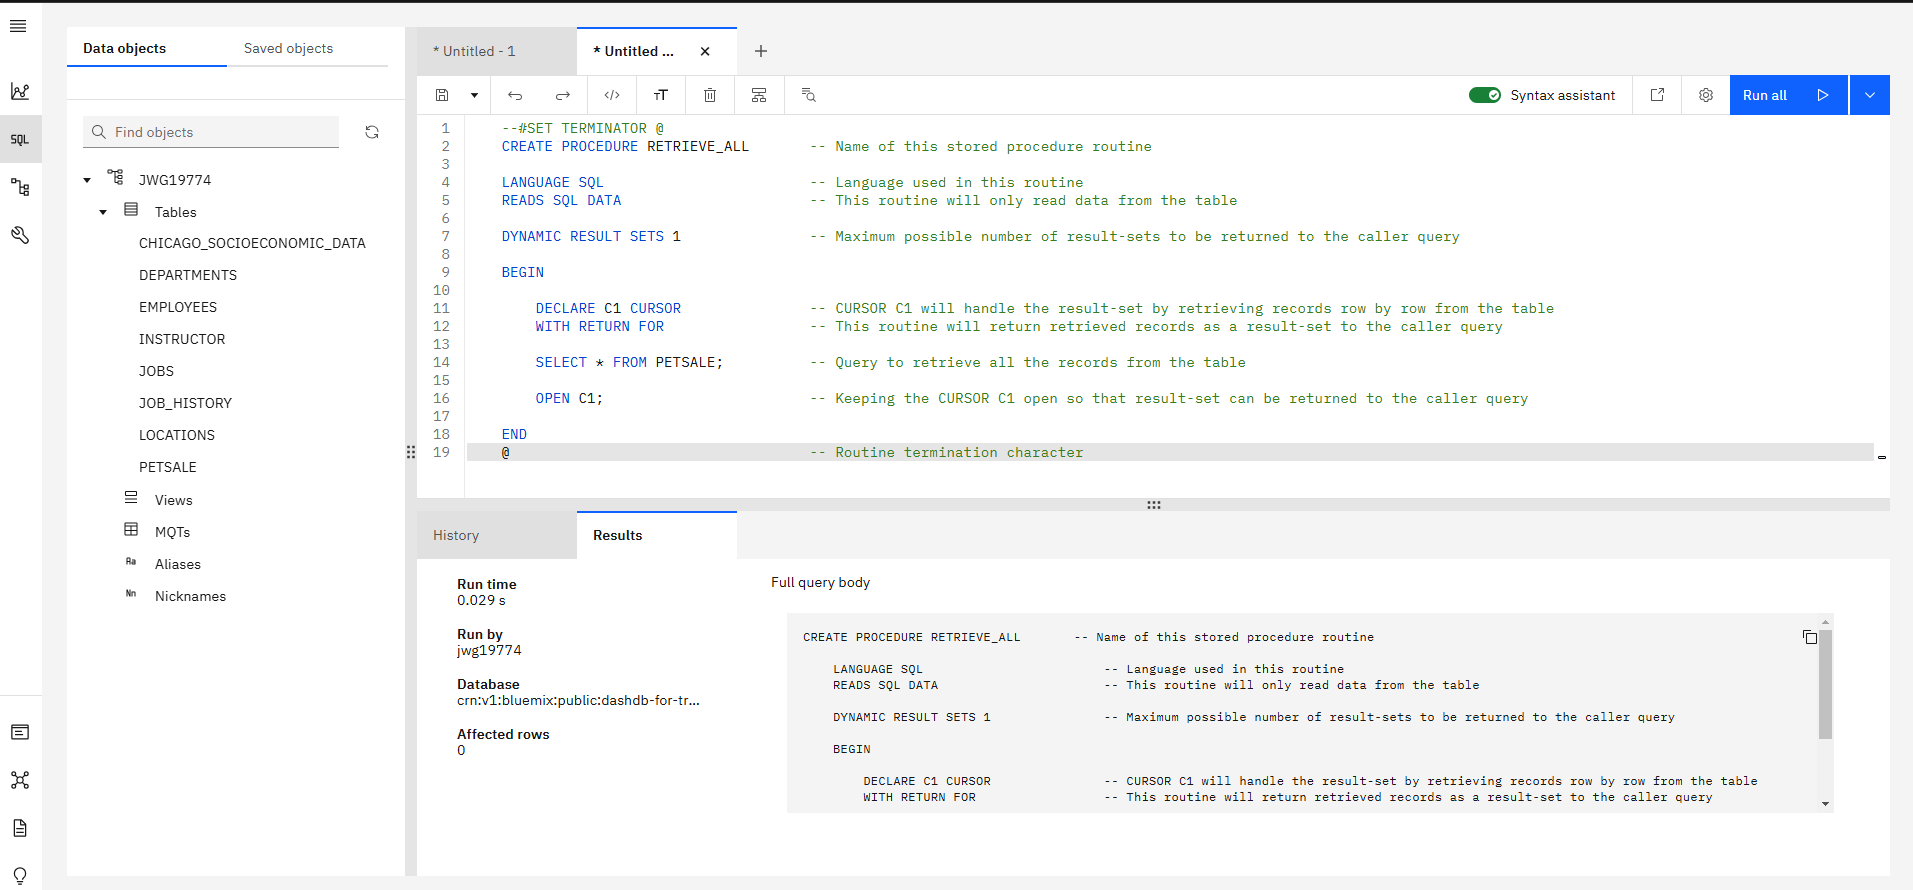 Data objects
Saved objects
* Untitled - 1
* Untitled ...
Syntax assistant
Run all
SQL
Find objects
JWG19774
Tables
CHICAGO_SOCIOECONOMIC_DATA
DEPARTMENTS
EMPLOYEES
INSTRUCTOR
JOBS
JOB_HISTORY
LOCATIONS
PETSALE
Views
MQTs
Aa Aliases
Nn Nicknames
1 --#SET TERMINATOR @
2 CREATE PROCEDURE RETRIEVE_ALL -- Name of this stored procedure routine
3
4 LANGUAGE SQL -- Language used in this routine
5 READS SQL DATA -- This routine will only read data from the table
6
7 DYNAMIC RESULT SETS 1 -- Maximum possible number of result-sets to be returned to the caller query
8
9 BEGIN
10
11 DECLARE C1 CURSOR -- CURSOR C1 will handle the result-set by retrieving records row by row from the table
12 WITH RETURN FOR -- This routine will return retrieved records as a result-set to the caller query
13
14 SELECT * FROM PETSALE; -- Query to retrieve all the records from the table
15
16 OPEN C1; -- Keeping the CURSOR C1 open so that result-set can be returned to the caller query
17
18 END
19 @ -- Routine termination character
History
Results
Run time
0.029 s
Run by
jwg19774
Database
crn:v1:bluemix:public:dashdb-for-tr...
Affected rows
0
Full query body
CREATE PROCEDURE RETRIEVE_ALL -- Name of this stored procedure routine
LANGUAGE SQL -- Language used in this routine
READS SQL DATA -- This routine will only read data from the table
DYNAMIC RESULT SETS 1 -- Maximum possible number of result-sets to be returned to the caller query
BEGIN
DECLARE C1 CURSOR -- CURSOR C1 will handle the result-set by retrieving records row by row from the table
WITH RETURN FOR -- This routine will return retrieved records as a result-set to the caller query